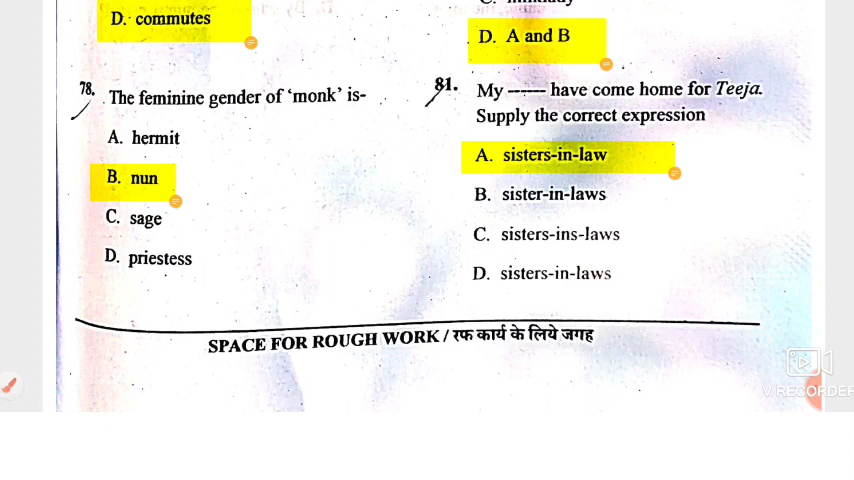 D. commutes
78. The feminine gender of ‘monk’ is-
A. hermit
B. nun
C. sage
D. priestess
D. A and B
81. My ------ have come home for Teeja.
Supply the correct expression
A. sisters-in-law
B. sister-in-laws
C. sisters-ins-laws
D. sisters-in-laws
SPACE FOR ROUGH WORK / रफ कार्य के लिये जगह
V RECORDER